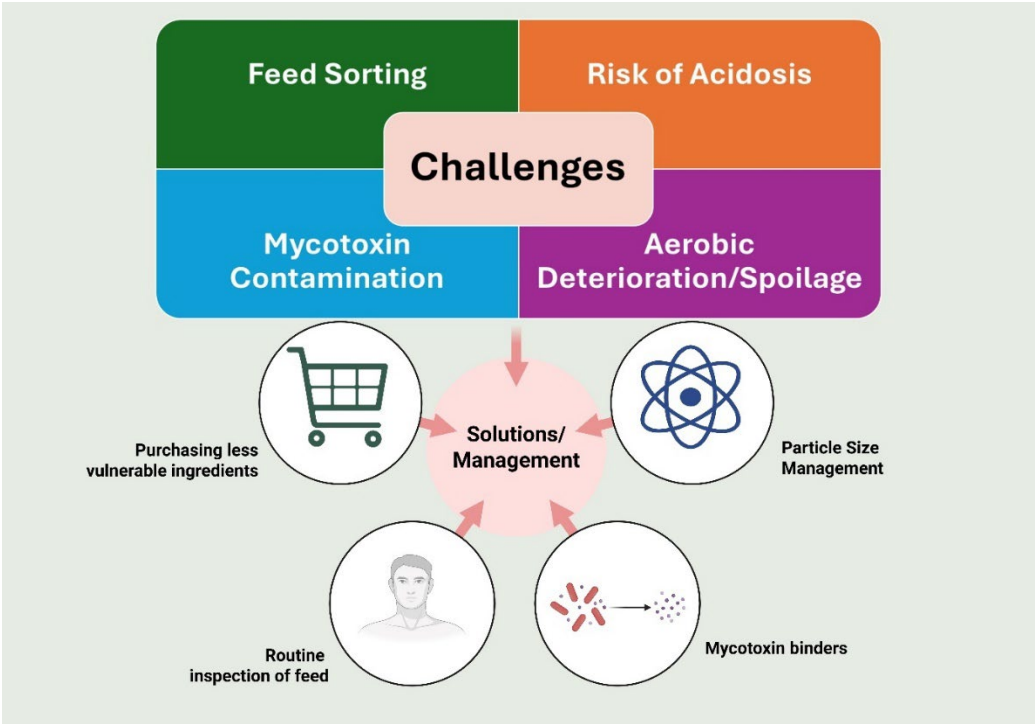 Feed Sorting
Risk of Acidosis
Challenges
Mycotoxin
Contamination
Aerobic
Deterioration/Spoilage
Purchasing less
vulnerable ingredients
Solutions/
Management
Particle Size
Management
Routine
inspection of feed
Mycotoxin binders